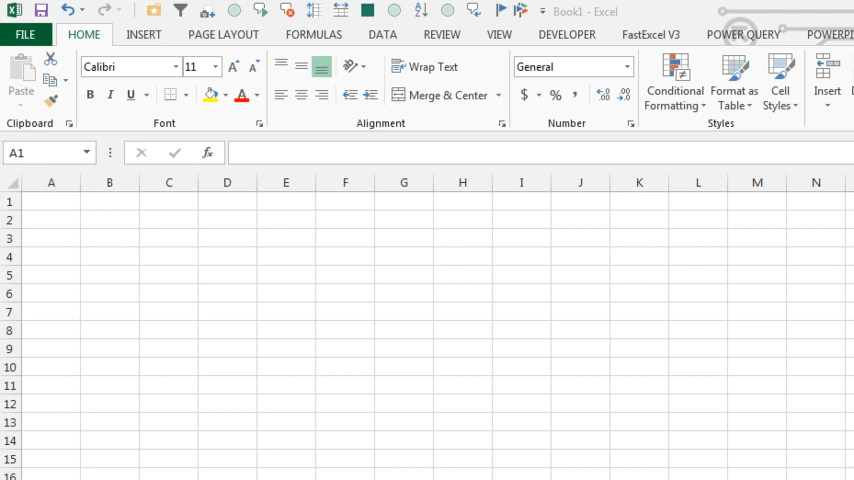 Book1 - Excel
FILE HOME INSERT PAGE LAYOUT FORMULAS DATA REVIEW VIEW DEVELOPER FastExcel V3 POWER QUERY
Calibri 11 Wrap Text General
Paste B I U A Merge & Center $ % , Conditional Formatting Format as Table Cell Styles Insert
Clipboard Font Alignment Number Styles
A1 fx
A B C D E F G H I J K L M N
1
2
3
4
5
6
7
8
9
10
11
12
13
14
15
16